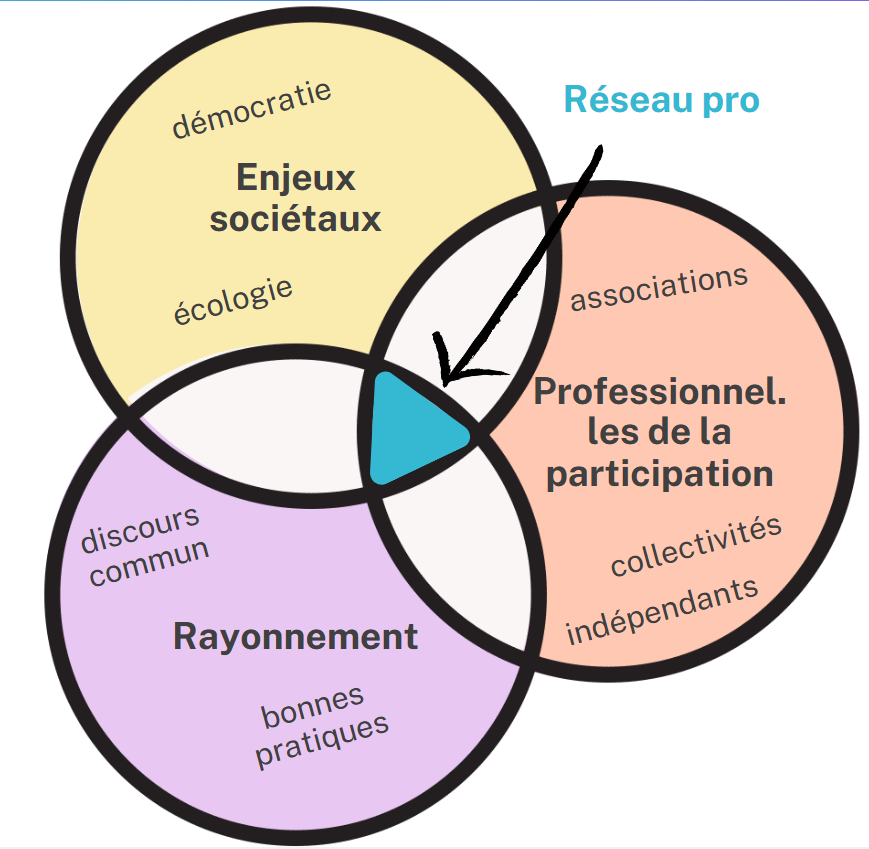 démocratie
Réseau pro
Enjeux
sociétaux
écologie
associations
Professionnel.
les de la
participation
collectivités
indépendants
discours
commun
Rayonnement
bonnes
pratiques